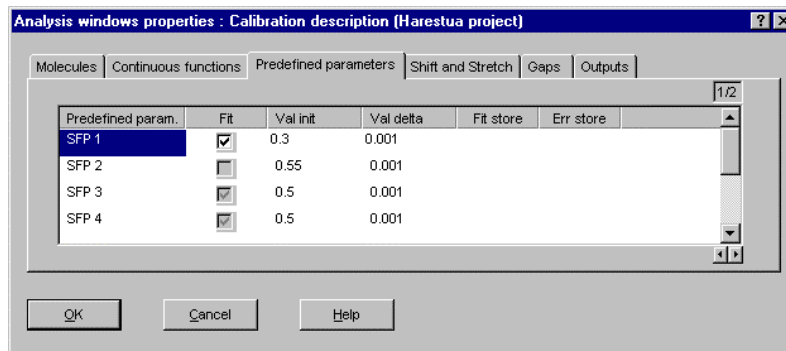 Analysis windows properties : Calibration description (Harestua project)
Molecules Continuous functions Predefined parameters Shift and Stretch Gaps Outputs
1/2
Predefined param. Fit Val init Val delta Fit store Err store
SFP 1 0.3 0.001
SFP 2 0.55 0.001
SFP 3 0.5 0.001
SFP 4 0.5 0.001
OK Cancel Help